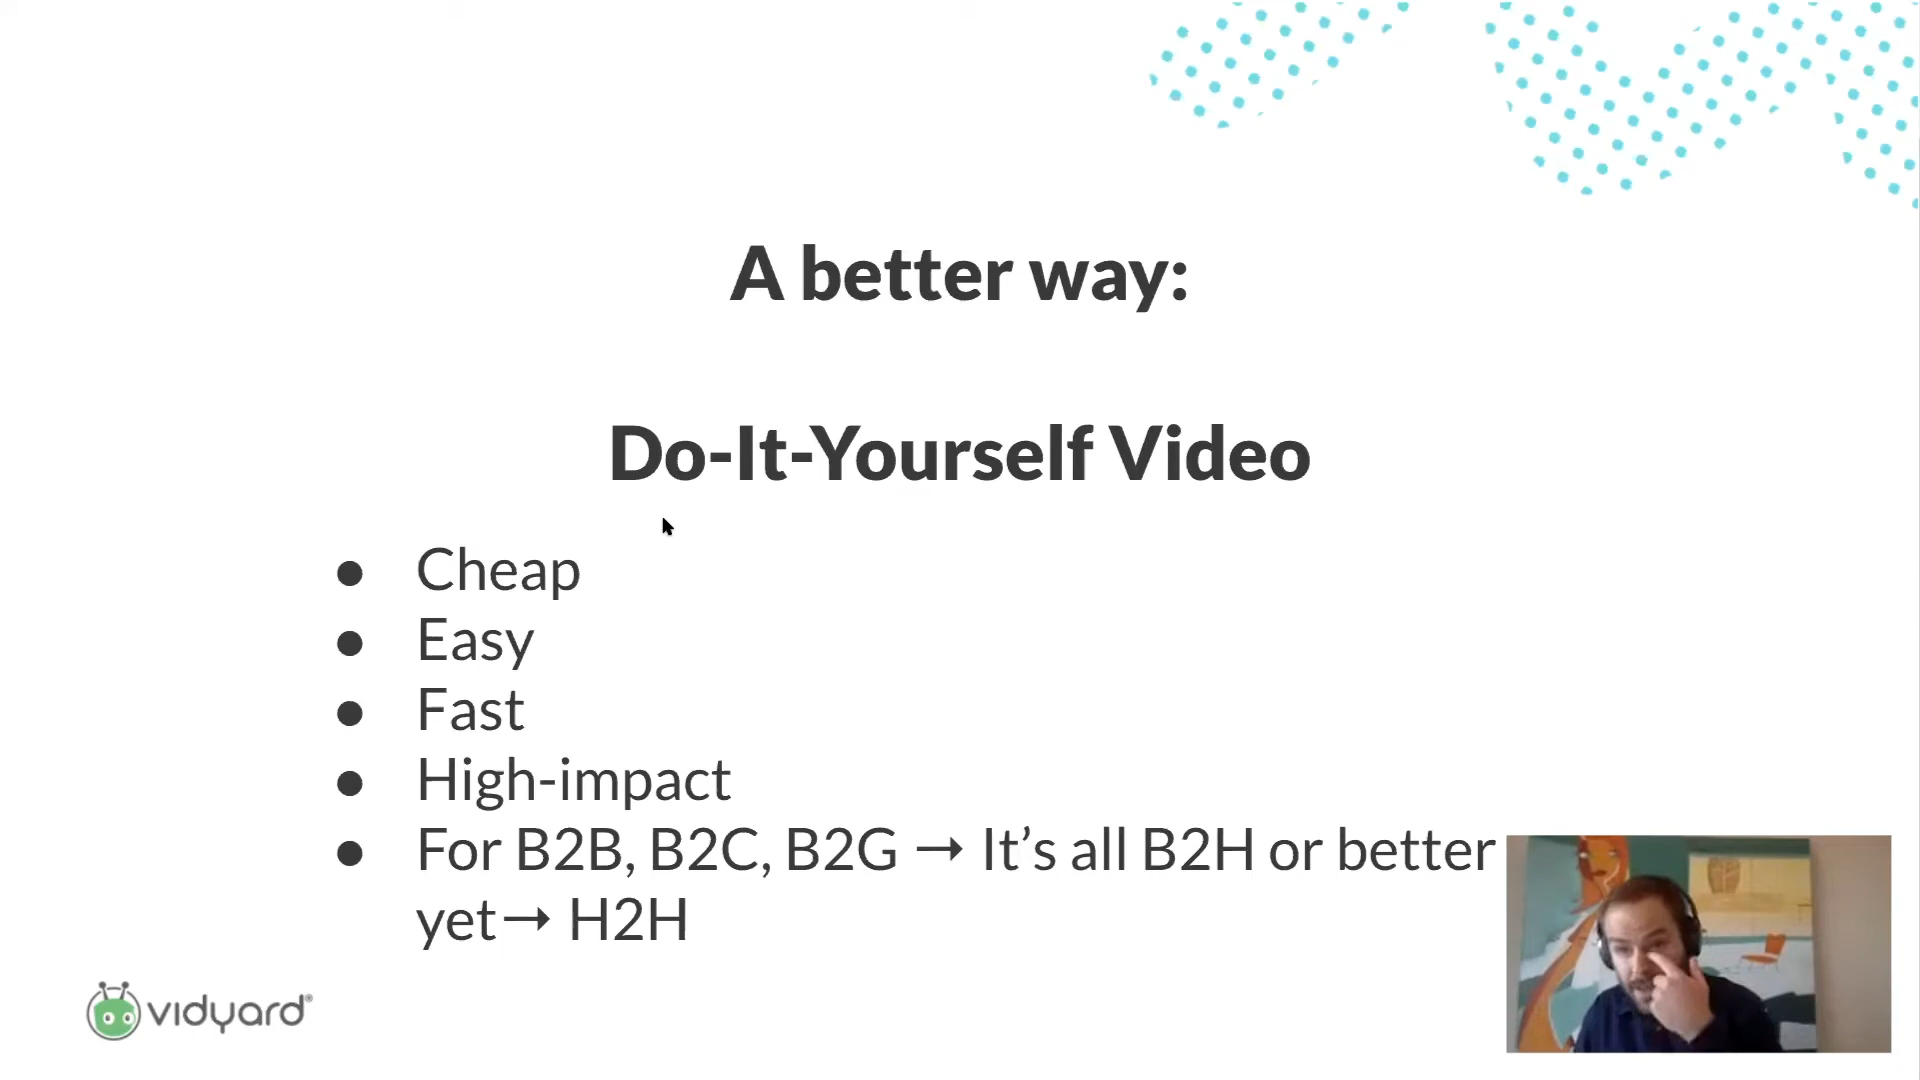 A better way:
Do-It-Yourself Video
● Cheap
● Easy
● Fast
● High-impact
● For B2B, B2C, B2G → It’s all B2H or better
yet→ H2H
vidyard®